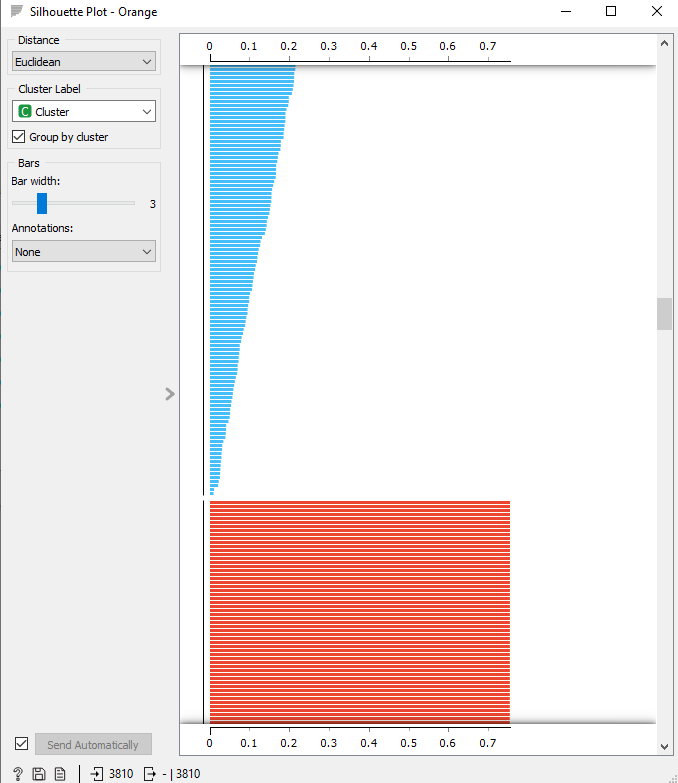 Silhouette Plot - Orange
Distance
Euclidean
Cluster Label
C Cluster
Group by cluster
Bars
Bar width:
3
Annotations:
None
0 0.1 0.2 0.3 0.4 0.5 0.6 0.7
0 0.1 0.2 0.3 0.4 0.5 0.6 0.7
Send Automatically
? 3810 - | 3810